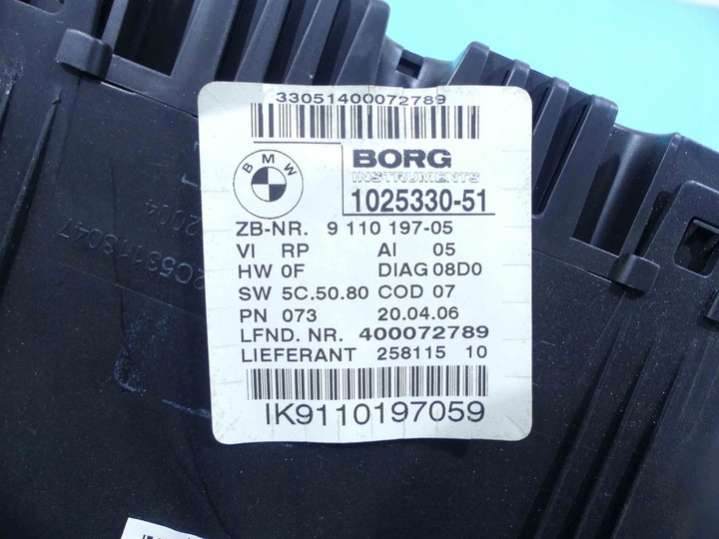 33051400072789
BMW
BORG
INSTRUMENTS
1025330-51
ZB-NR. 9 110 197-05
VI RP AI 05
HW 0F DIAG 08D0
SW 5C.50.80 COD 07
PN 073 20.04.06
LFND. NR. 400072789
LIEFERANT 258115 10
IK9110197059
2004